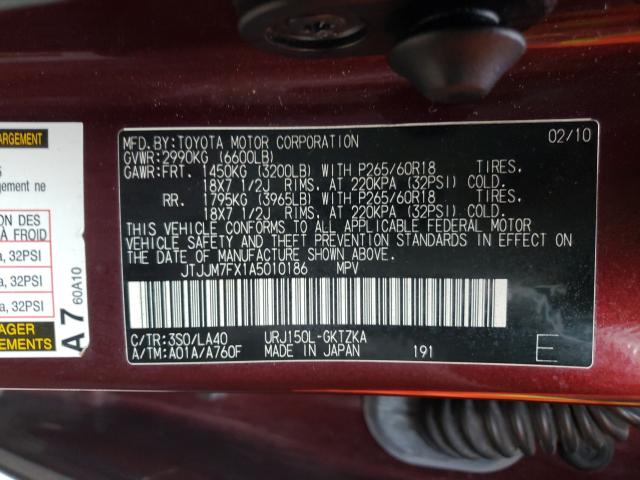 ARGEMENT
gement ne
ON DES
À FROID
a, 32PSI
a, 32PSI
a, 32PSI
AGER
EMENTS
A 7 60A10
MFD.BY:TOYOTA MOTOR CORPORATION 02/10
GVWR:2990KG (6600LB)
GAWR:FRT. 1450KG (3200LB) WITH P265/60R18 TIRES.
18X7 1/2J RIMS. AT 220KPA (32PSI) COLD.
RR. 1795KG (3965LB) WITH P265/60R18 TIRES.
18X7 1/2J RIMS. AT 220KPA (32PSI) COLD.
THIS VEHICLE CONFORMS TO ALL APPLICABLE FEDERAL MOTOR
VEHICLE SAFETY AND THEFT PREVENTION STANDARDS IN EFFECT ON
THE DATE OF MANUFACTURE SHOWN ABOVE.
JTJJM7FX1A5010186 MPV
C/TR:3S0/LA40 URJ150L-GKTZKA
A/TM:A01A/A760F MADE IN JAPAN 191 E